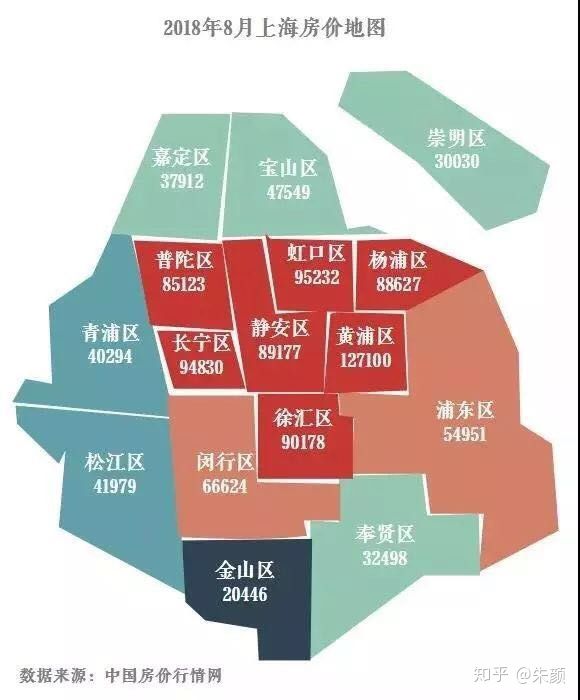 2018年8月上海房价地图
崇明区
30030
嘉定区
37912
宝山区
47549
普陀区
85123
虹口区
95232
杨浦区
88627
青浦区
40294
长宁区
94830
静安区
89177
黄浦区
127100
徐汇区
90178
浦东区
54951
松江区
41979
闵行区
66624
奉贤区
32498
金山区
20446
数据来源：中国房价行情网
知乎 @朱颜